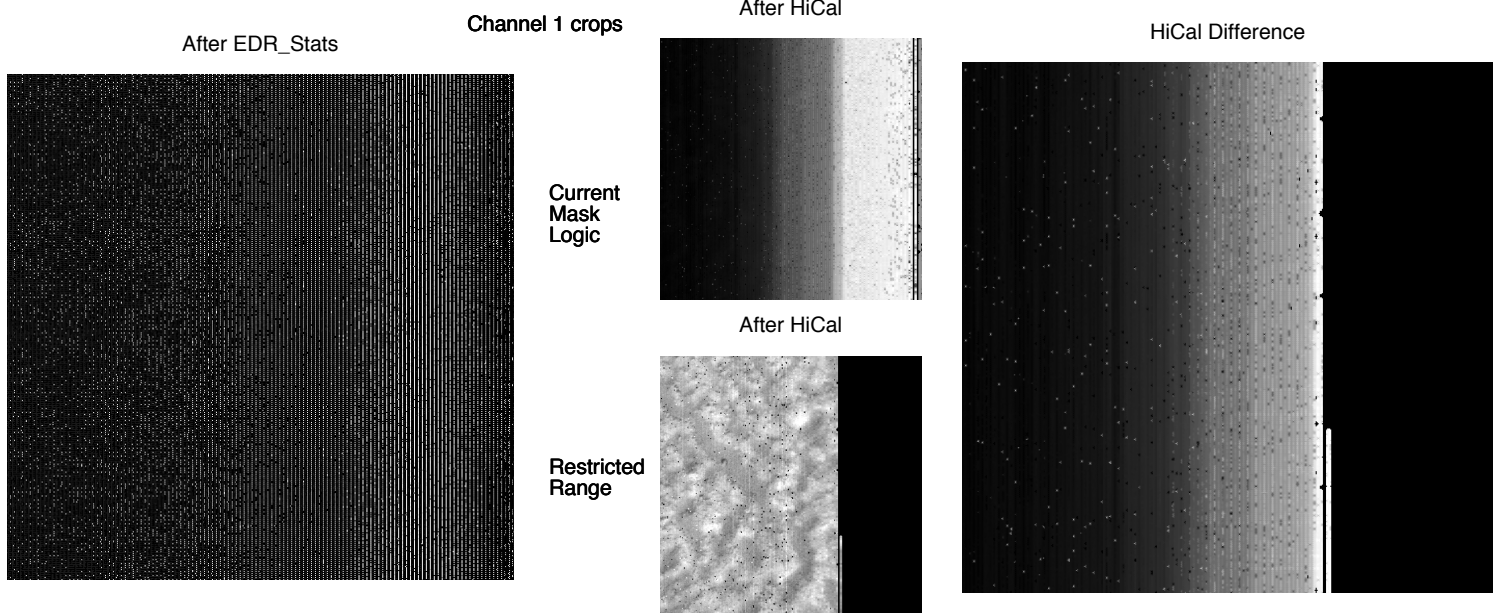 After EDR_Stats
Channel 1 crops
After HiCal
HiCal Difference
Current
Mask
Logic
After HiCal
Restricted
Range